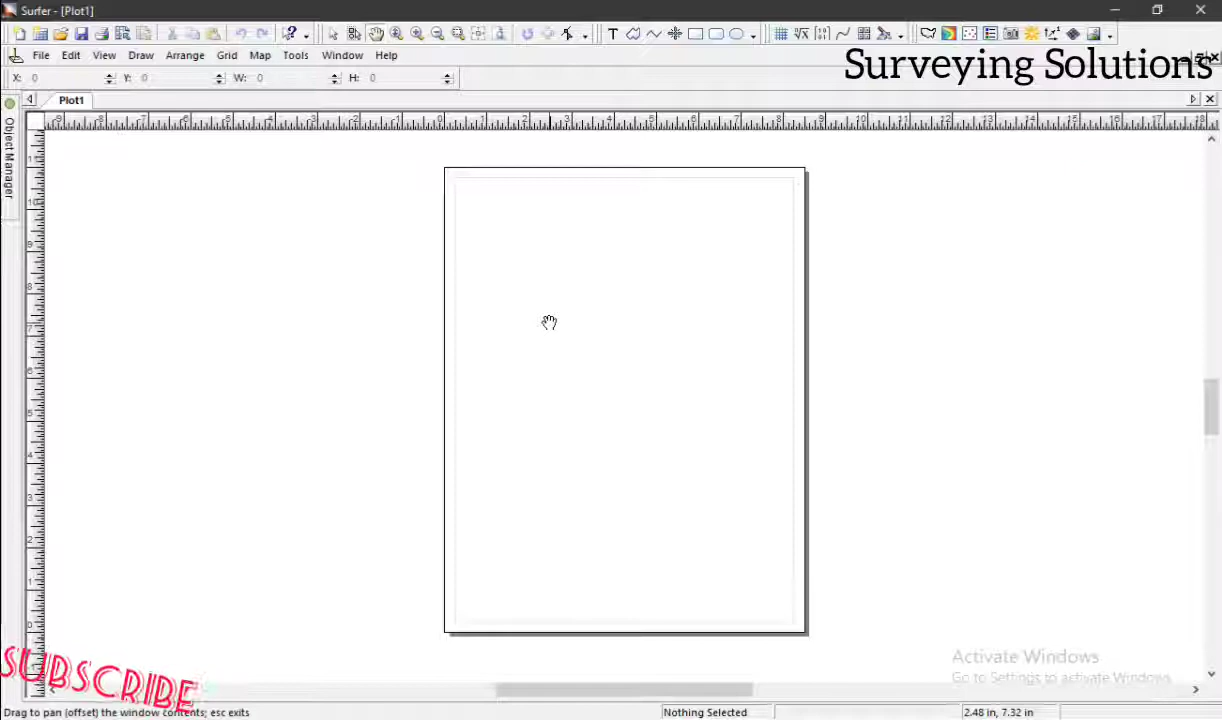 Surfer - [Plot1]
File Edit View Draw Arrange Grid Map Tools Window Help
Surveying Solutions
X: 0 Y: 0 W: 0 H: 0
Plot1
Object Manager
Activate Windows
Go to Settings to activate Windows.
SUBSCRIBE
Drag to pan (offset) the window contents; esc exits
Nothing Selected
2.48 in, 7.32 in